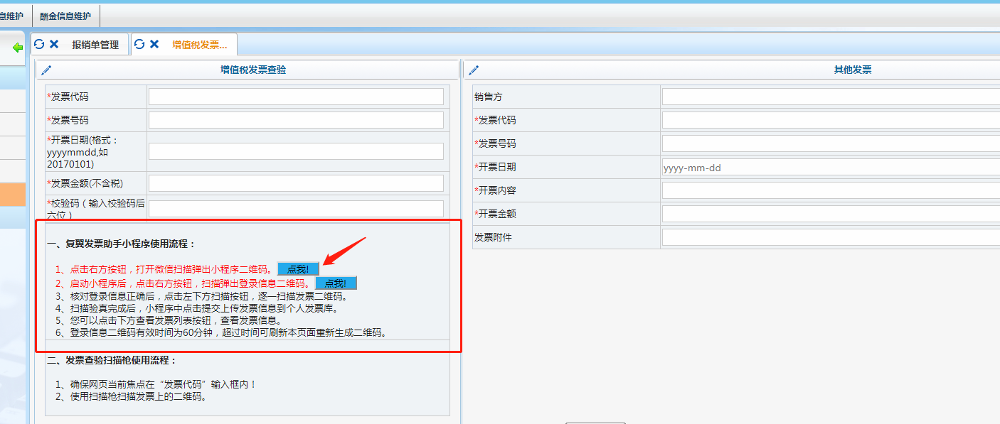 息维护
酬金信息维护
报销单管理
增值税发票...
增值税发票查验
*发票代码
*发票号码
*开票日期(格式：
yyyymmdd,如
20170101)
*发票金额(不含税)
*校验码（输入校验码后
六位）
一、复翼发票助手小程序使用流程：
1、点击右方按钮，打开微信扫描弹出小程序二维码。 点我!
2、启动小程序后，点击右方按钮，扫描弹出登录信息二维码。 点我!
3、核对登录信息正确后，点击左下方扫描按钮，逐一扫描发票二维码。
4、扫描验真完成后，小程序中点击提交上传发票信息到个人发票库。
5、您可以点击下方查看发票列表按钮，查看发票信息。
6、登录信息二维码有效时间为60分钟，超过时间可刷新本页面重新生成二维码。
二、发票查验扫描枪使用流程：
1、确保网页当前焦点在“发票代码”输入框内！
2、使用扫描枪扫描发票上的二维码。
其他发票
销售方
*发票代码
*发票号码
*开票日期
yyyy-mm-dd
*开票内容
*开票金额
发票附件